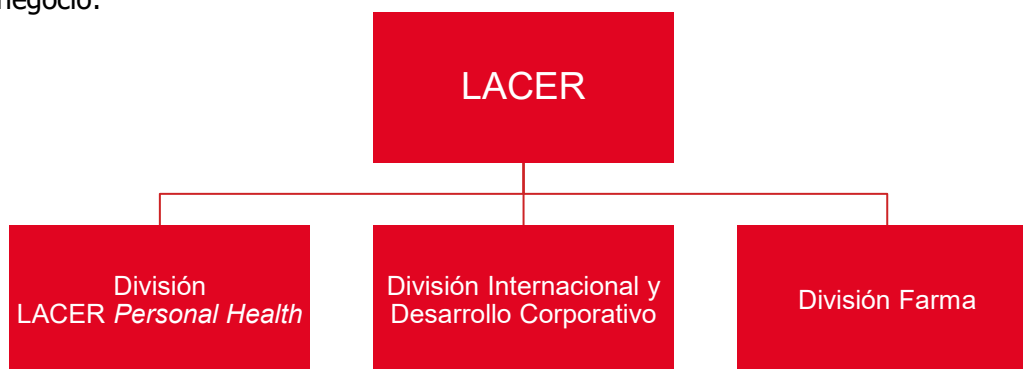 negocio:
LACER
División
LACER Personal Health
División Internacional y
Desarrollo Corporativo
División Farma